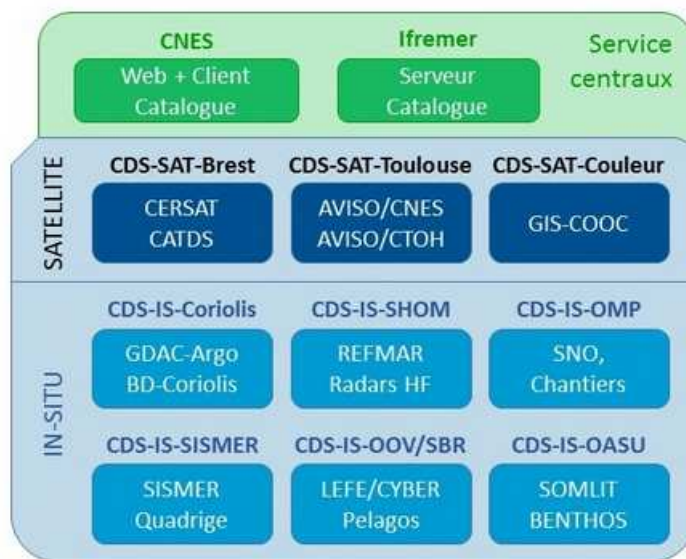 CNES
Ifremer
Service
centraux
Web + Client
Catalogue
Serveur
Catalogue
SATELLITE
CDS-SAT-Brest
CDS-SAT-Toulouse
CDS-SAT-Couleur
CERSAT
CATDS
AVISO/CNES
AVISO/CTOH
GIS-COOC
IN-SITU
CDS-IS-Coriolis
CDS-IS-SHOM
CDS-IS-OMP
GDAC-Argo
BD-Coriolis
REFMAR
Radars HF
SNO,
Chantiers
CDS-IS-SISMER
CDS-IS-OOV/SBR
CDS-IS-OASU
SISMER
Quadrige
LEFE/CYBER
Pelagos
SOMLIT
BENTHOS